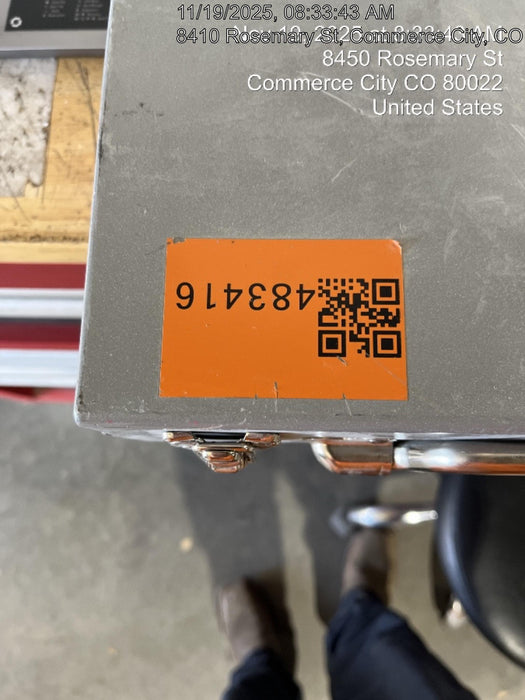 11/19/2025, 08:33:43 AM
8410 Rosemary St, Commerce City, CO
8450 Rosemary St
Commerce City CO 80022
United States
483416